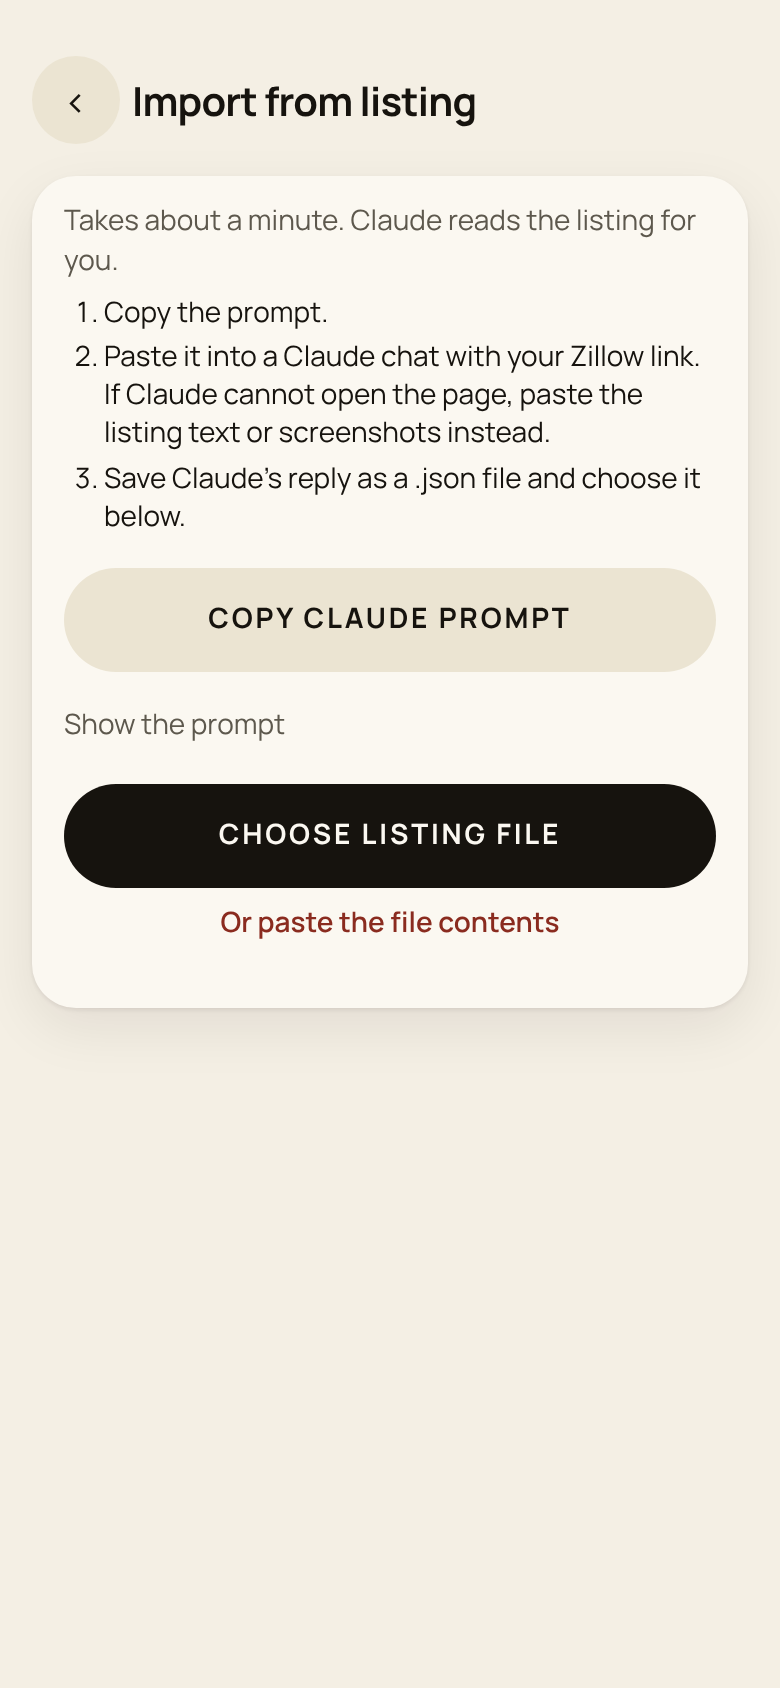 Import from listing
Takes about a minute. Claude reads the listing for
you.
1. Copy the prompt.
2. Paste it into a Claude chat with your Zillow link.
If Claude cannot open the page, paste the
listing text or screenshots instead.
3. Save Claude’s reply as a .json file and choose it
below.
COPY CLAUDE PROMPT
Show the prompt
CHOOSE LISTING FILE
Or paste the file contents